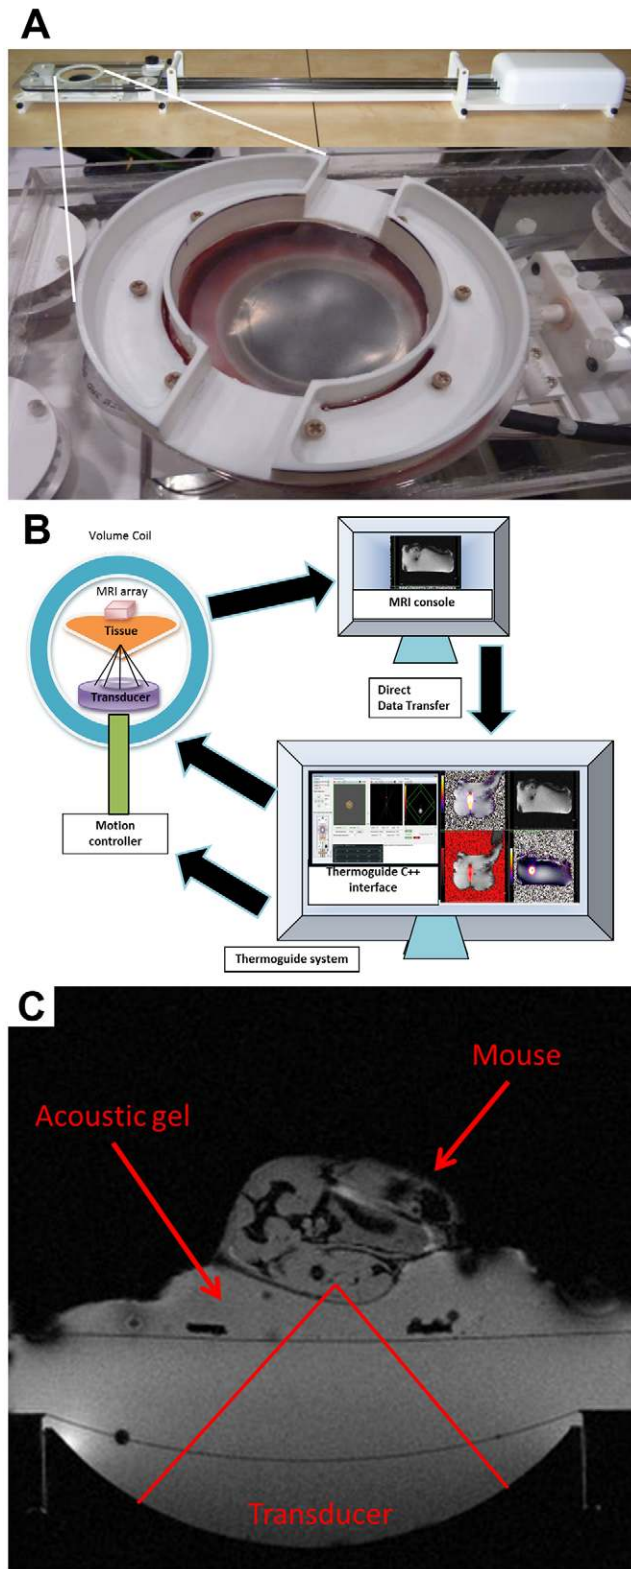 A
B
Volume Coil
MRI array
Tissue
Transducer
Motion
controller
MRI console
Direct
Data Transfer
Thermoguide C++
interface
Thermoguide system
C
Mouse
Acoustic gel
Transducer